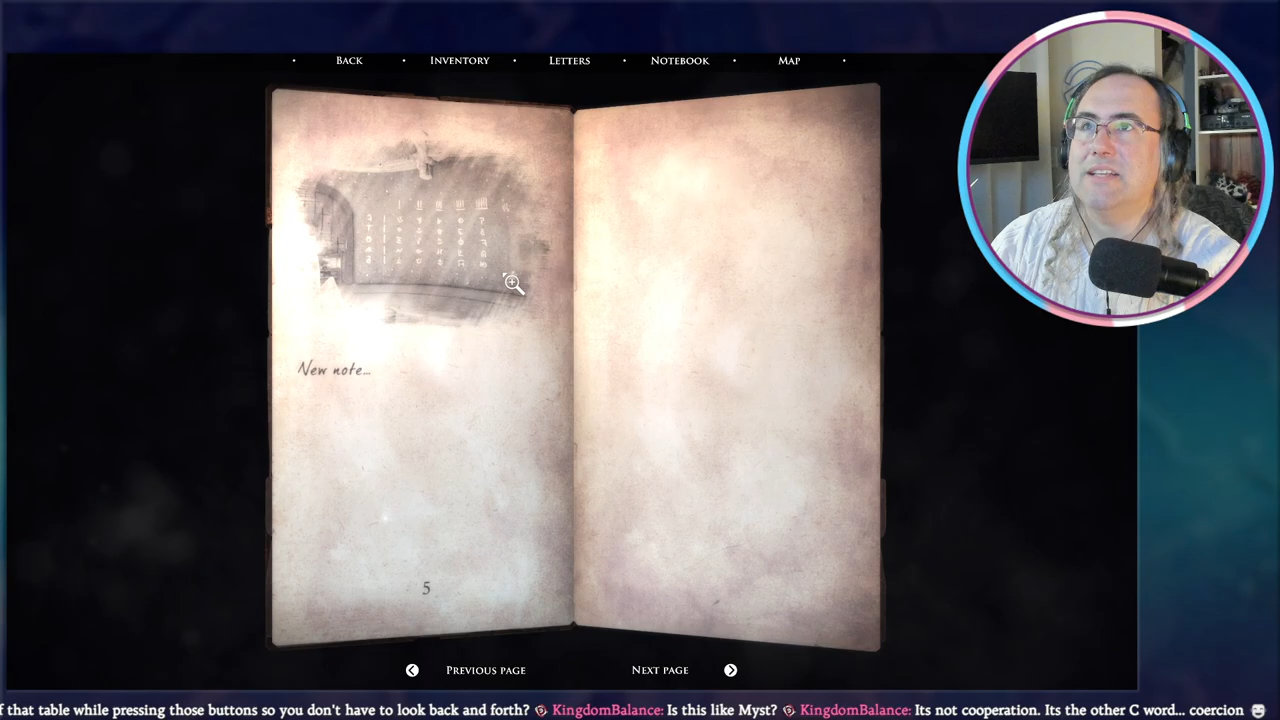 BACK
INVENTORY
LETTERS
NOTEBOOK
MAP
New note...
5
PREVIOUS PAGE
NEXT PAGE
f that table while pressing those buttons so you don't have to look back and forth? KingdomBalance: Is this like Myst? KingdomBalance: Its not cooperation. Its the other C word... coercion